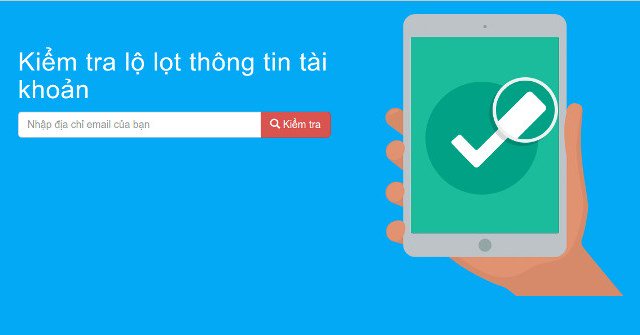 Kiểm tra lộ lọt thông tin tài
khoản
Nhập địa chỉ email của bạn
Kiểm tra